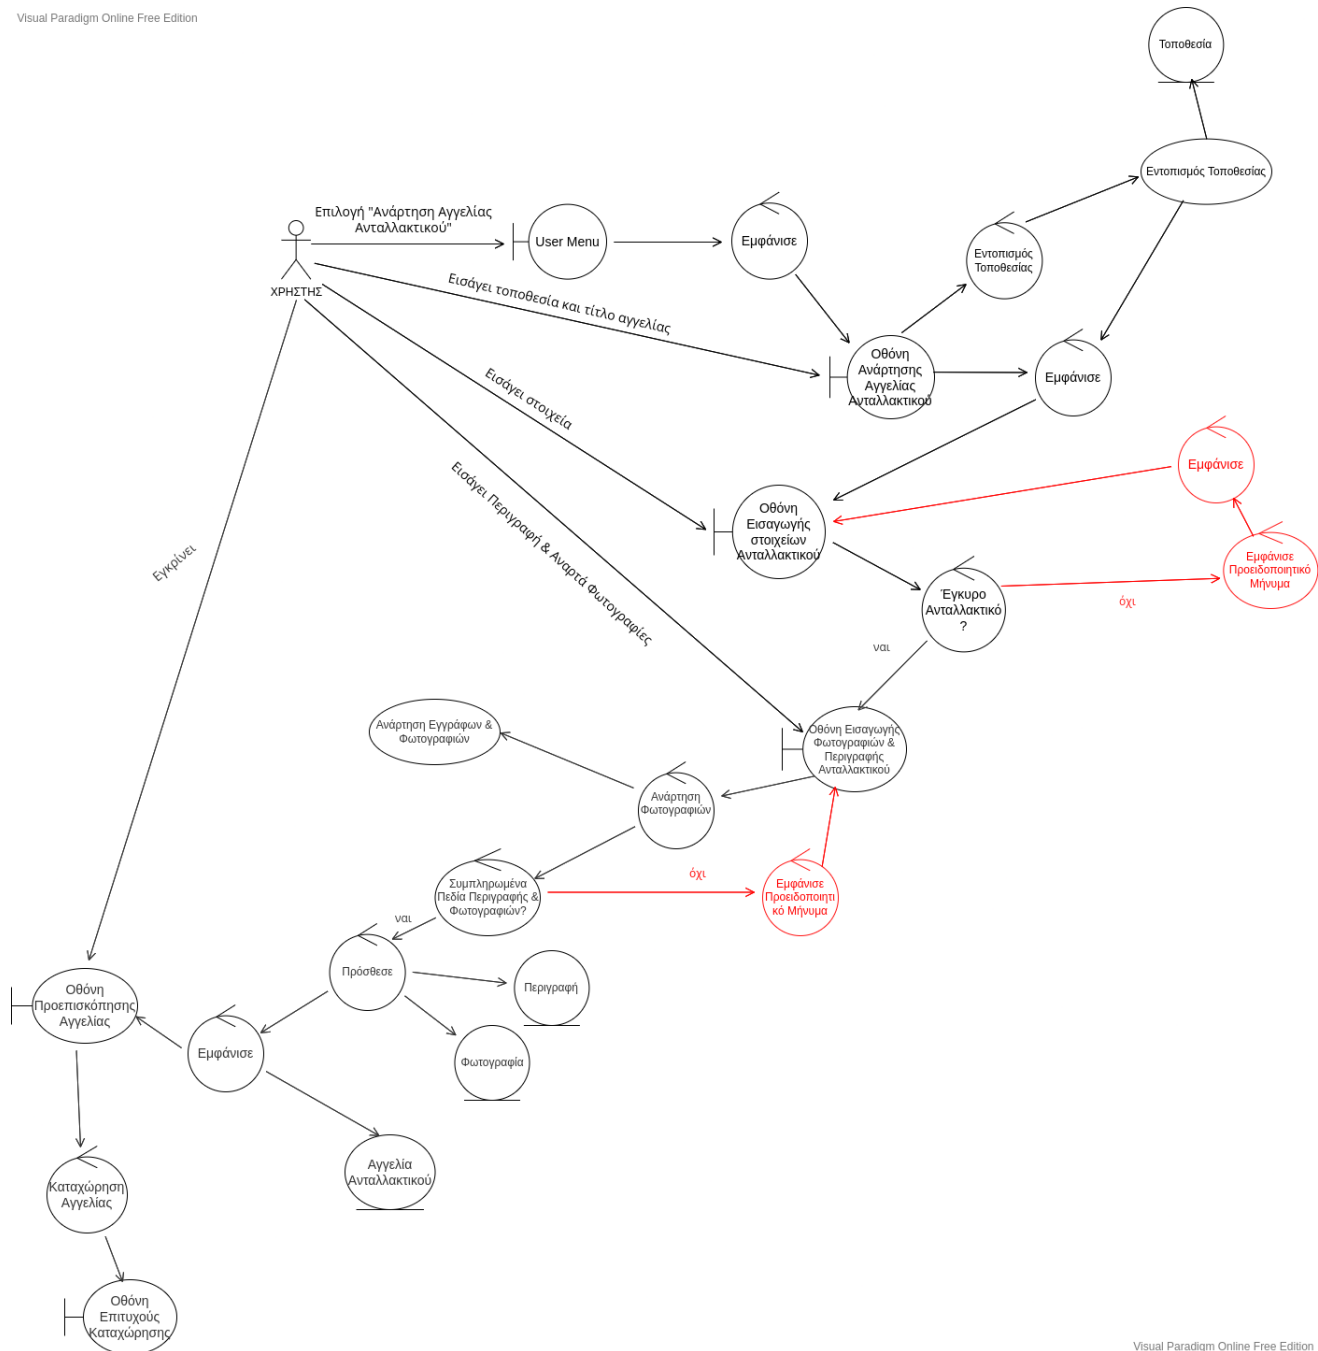 Visual Paradigm Online Free Edition
Τοποθεσία
Εντοπισμός Τοποθεσίας
Επιλογή "Ανάρτηση Αγγελίας
Ανταλλακτικού"
User Menu
Εμφάνισε
Εντοπισμός
Τοποθεσίας
ΧΡΗΣΤΗΣ
Εισάγει τοποθεσία και τίτλο αγγελίας
Οθόνη
Ανάρτησης
Αγγελίας
Ανταλλακτικού
Εμφάνισε
Εισάγει στοιχεία
Εμφάνισε
Εισάγει Περιγραφή & Αναρτά Φωτογραφίες
Οθόνη
Εισαγωγής
στοιχείων
Ανταλλακτικού
Εμφάνισε
Προειδοποιητικό
Μήνυμα
Εγκρίνει
Έγκυρο
Ανταλλακτικό
?
όχι
ναι
Ανάρτηση Εγγράφων &
Φωτογραφιών
Οθόνη Εισαγωγής
Φωτογραφιών &
Περιγραφής
Ανταλλακτικού
Ανάρτηση
Φωτογραφιών
όχι
Συμπληρωμένα
Πεδία Περιγραφής &
Φωτογραφιών?
Εμφάνισε
Προειδοποιητι
κό Μήνυμα
ναι
Πρόσθεσε
Περιγραφή
Οθόνη
Προεπισκόπησης
Αγγελίας
Εμφάνισε
Φωτογραφία
Αγγελία
Ανταλλακτικού
Καταχώρηση
Αγγελίας
Οθόνη
Επιτυχούς
Καταχώρησης
Visual Paradigm Online Free Edition